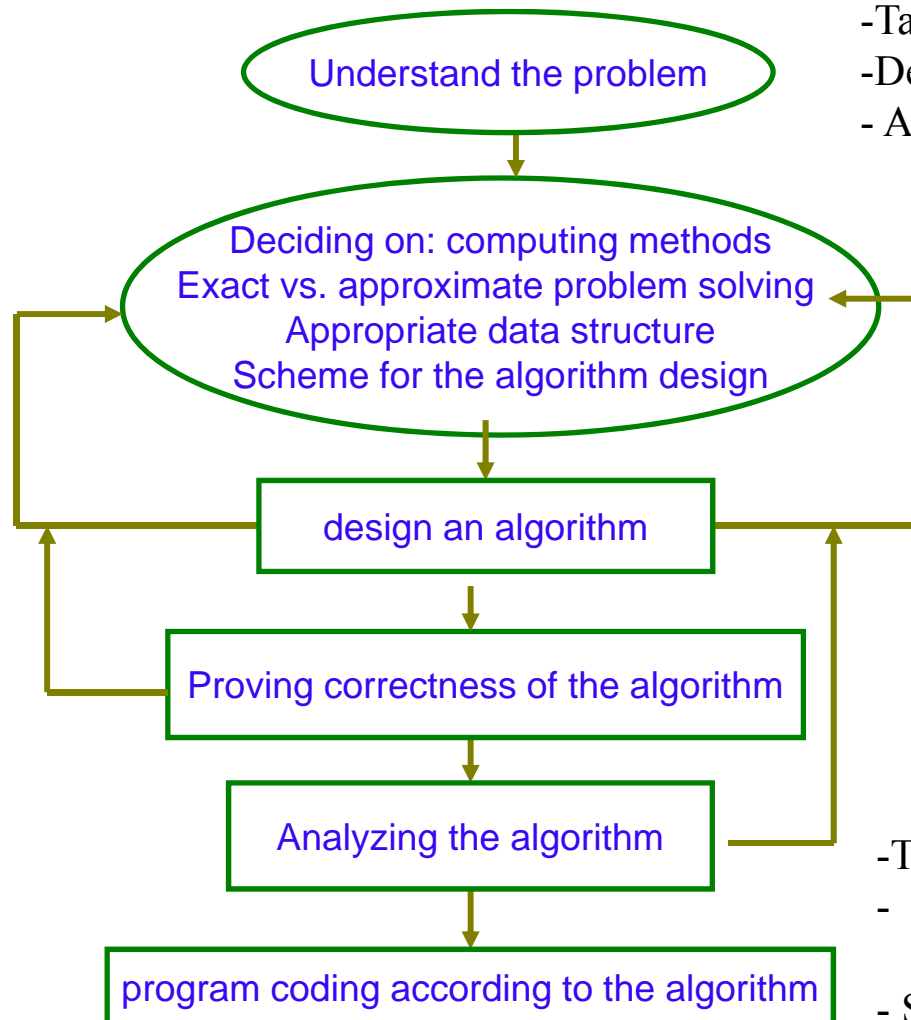 Understand the problem
Deciding on: computing methods
Exact vs. approximate problem solving
Appropriate data structure
Scheme for the algorithm design
design an algorithm
Proving correctness of the algorithm
Analyzing the algorithm
program coding according to the algorithm